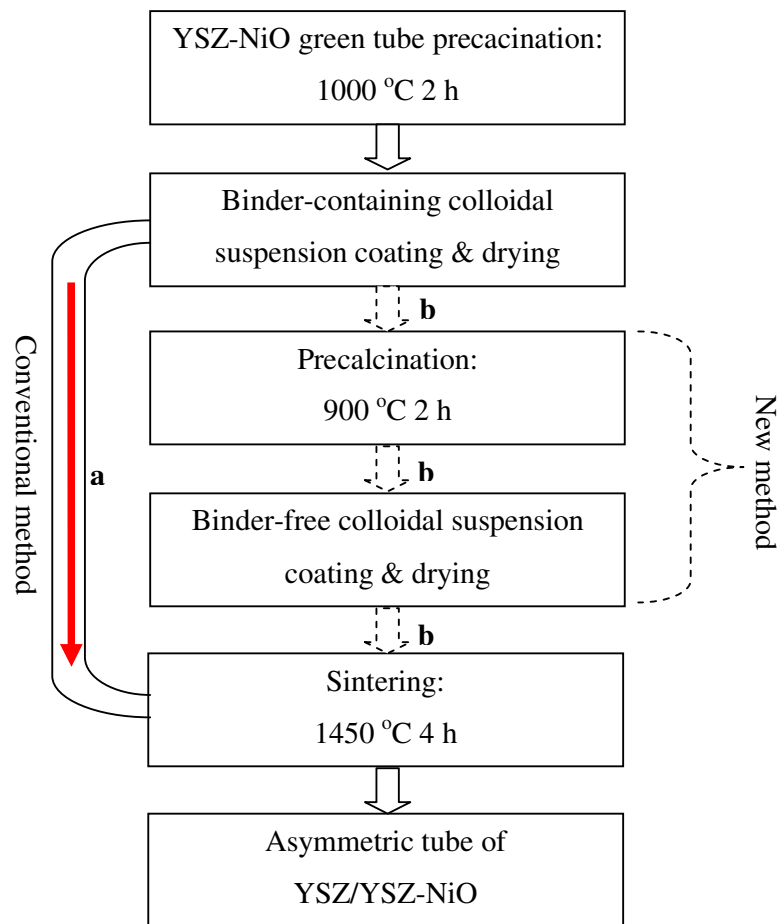 YSZ-NiO green tube precacination:
1000 °C 2 h
Binder-containing colloidal
suspension coating & drying
b
Precalcination:
900 °C 2 h
b
Binder-free colloidal suspension
coating & drying
b
Sintering:
1450 °C 4 h
Asymmetric tube of
YSZ/YSZ-NiO
Conventional method
a
New method